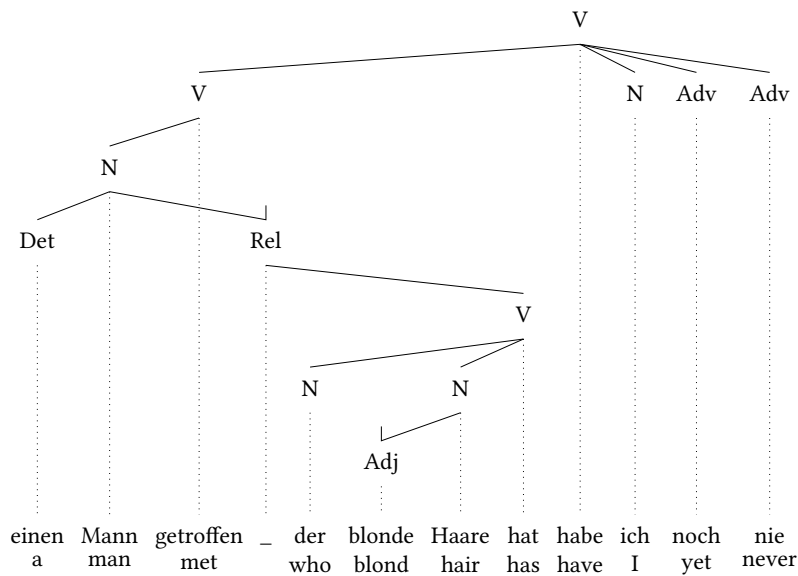 V
V N Adv Adv
N
Det Rel
V
N N
Adj
einen Mann getroffen _ der blonde Haare hat habe ich noch nie
a man met who blond hair has have I yet never